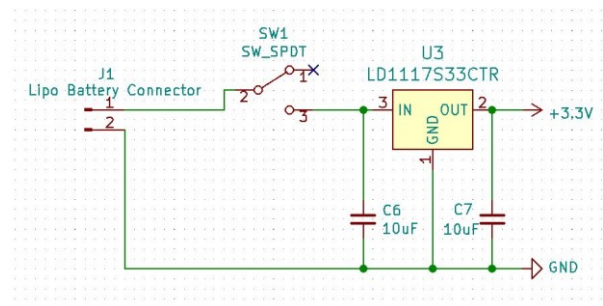 SW1
SW_SPDT
1
2
3
J1
Lipo Battery Connector
1
2
U3
LD1117S33CTR
3 IN OUT 2
GND
1
+3.3V
C6
10uF
C7
10uF
GND